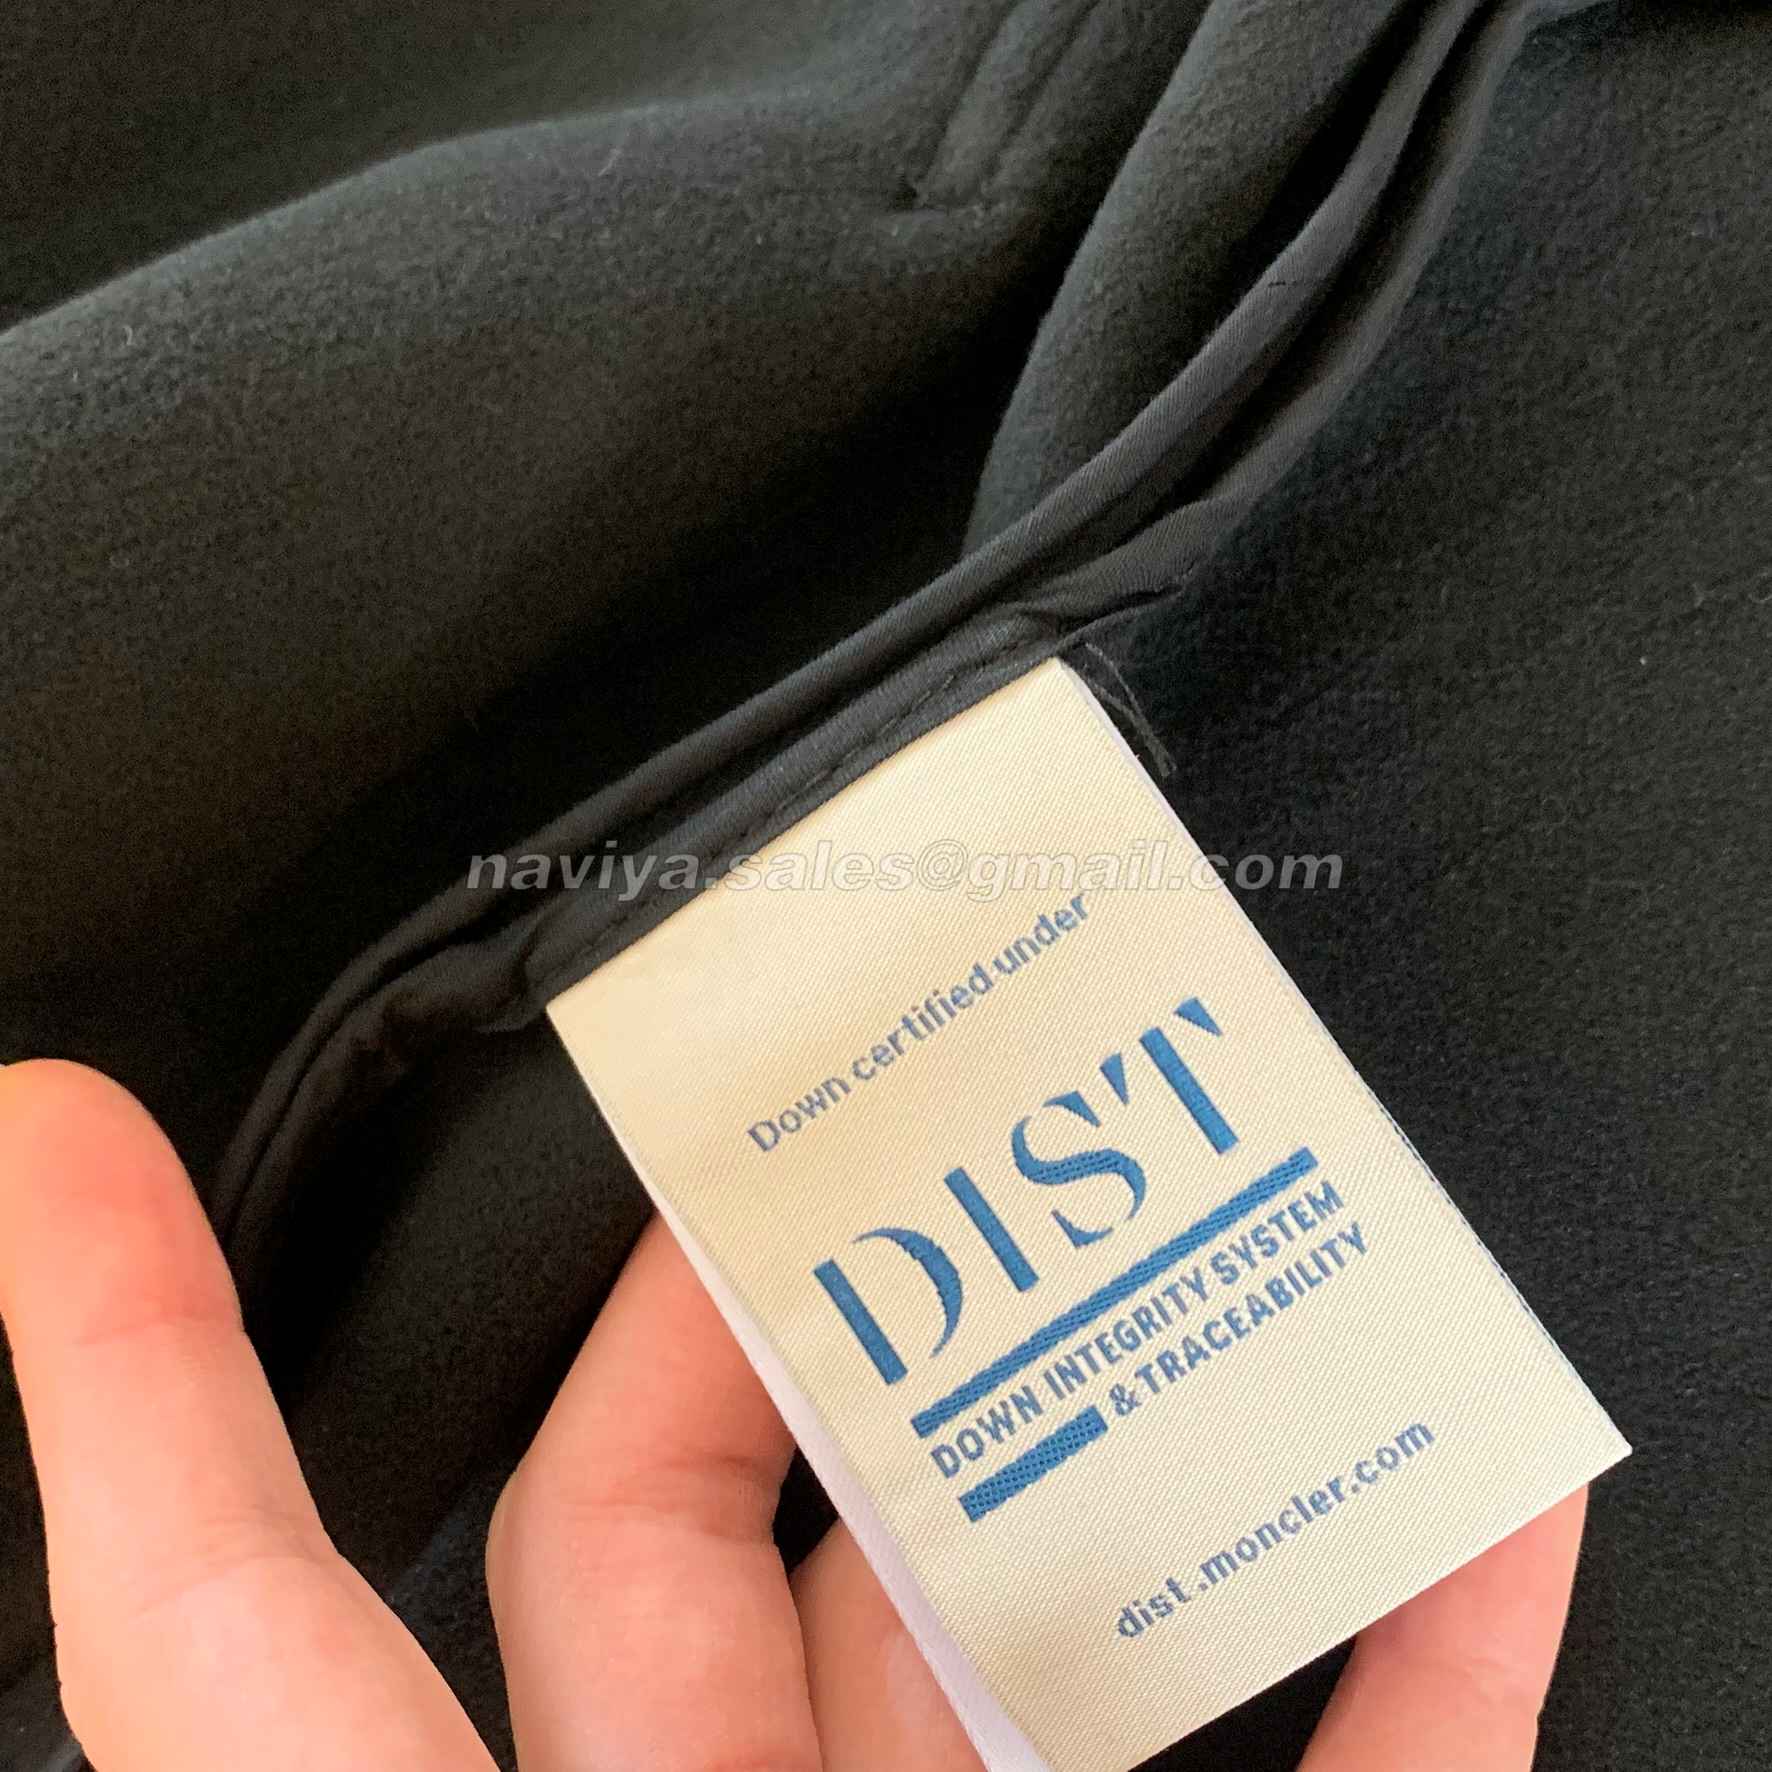 naviya.sales@gmail.com
Down certified under
DIST
DOWN INTEGRITY SYSTEM
& TRACEABILITY
dist.moncler.com